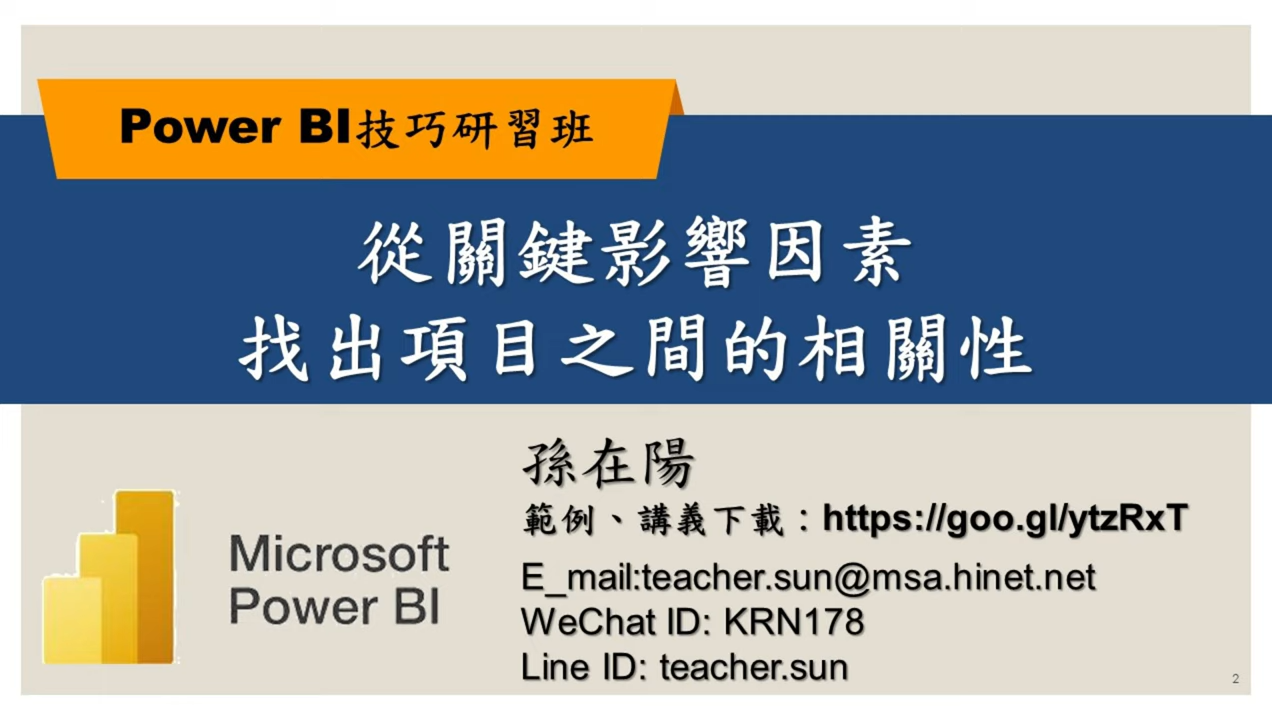 Power BI技巧研習班
從關鍵影響因素
找出項目之間的相關性
孫在陽
範例、講義下載：https://goo.gl/ytzRxT
E_mail:teacher.sun@msa.hinet.net
WeChat ID: KRN178
Line ID: teacher.sun
Microsoft
Power BI
2